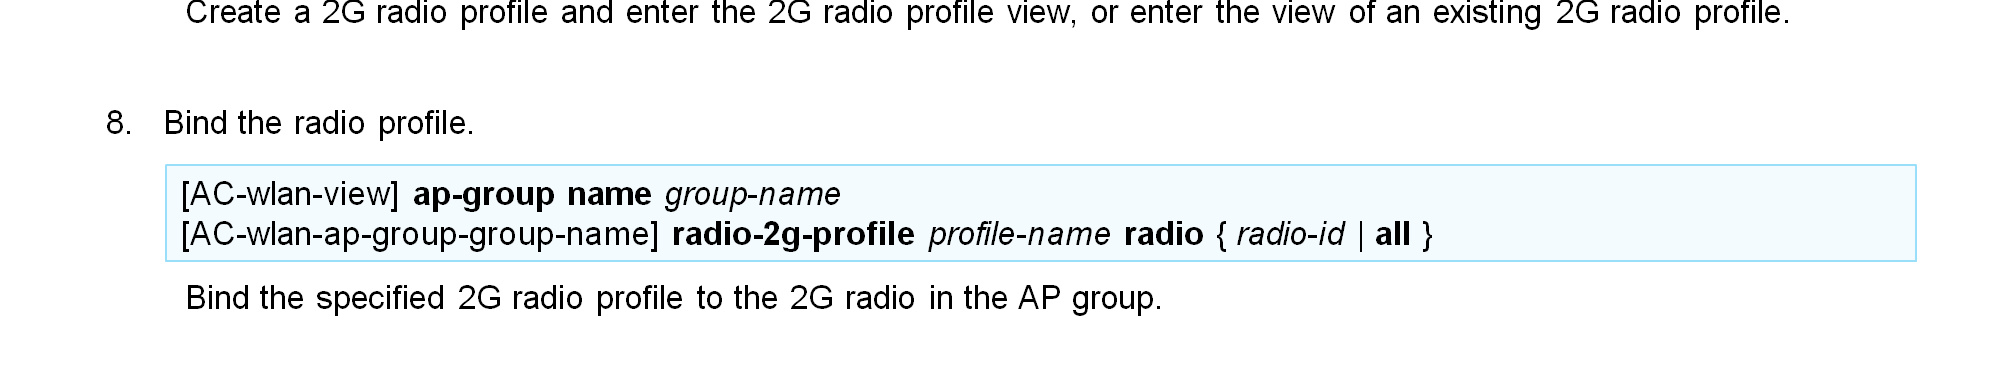 Create a 2G radio profile and enter the 2G radio profile view, or enter the view of an existing 2G radio profile.
8. Bind the radio profile.
[AC-wlan-view] ap-group name group-name
[AC-wlan-ap-group-group-name] radio-2g-profile profile-name radio { radio-id | all }
Bind the specified 2G radio profile to the 2G radio in the AP group.